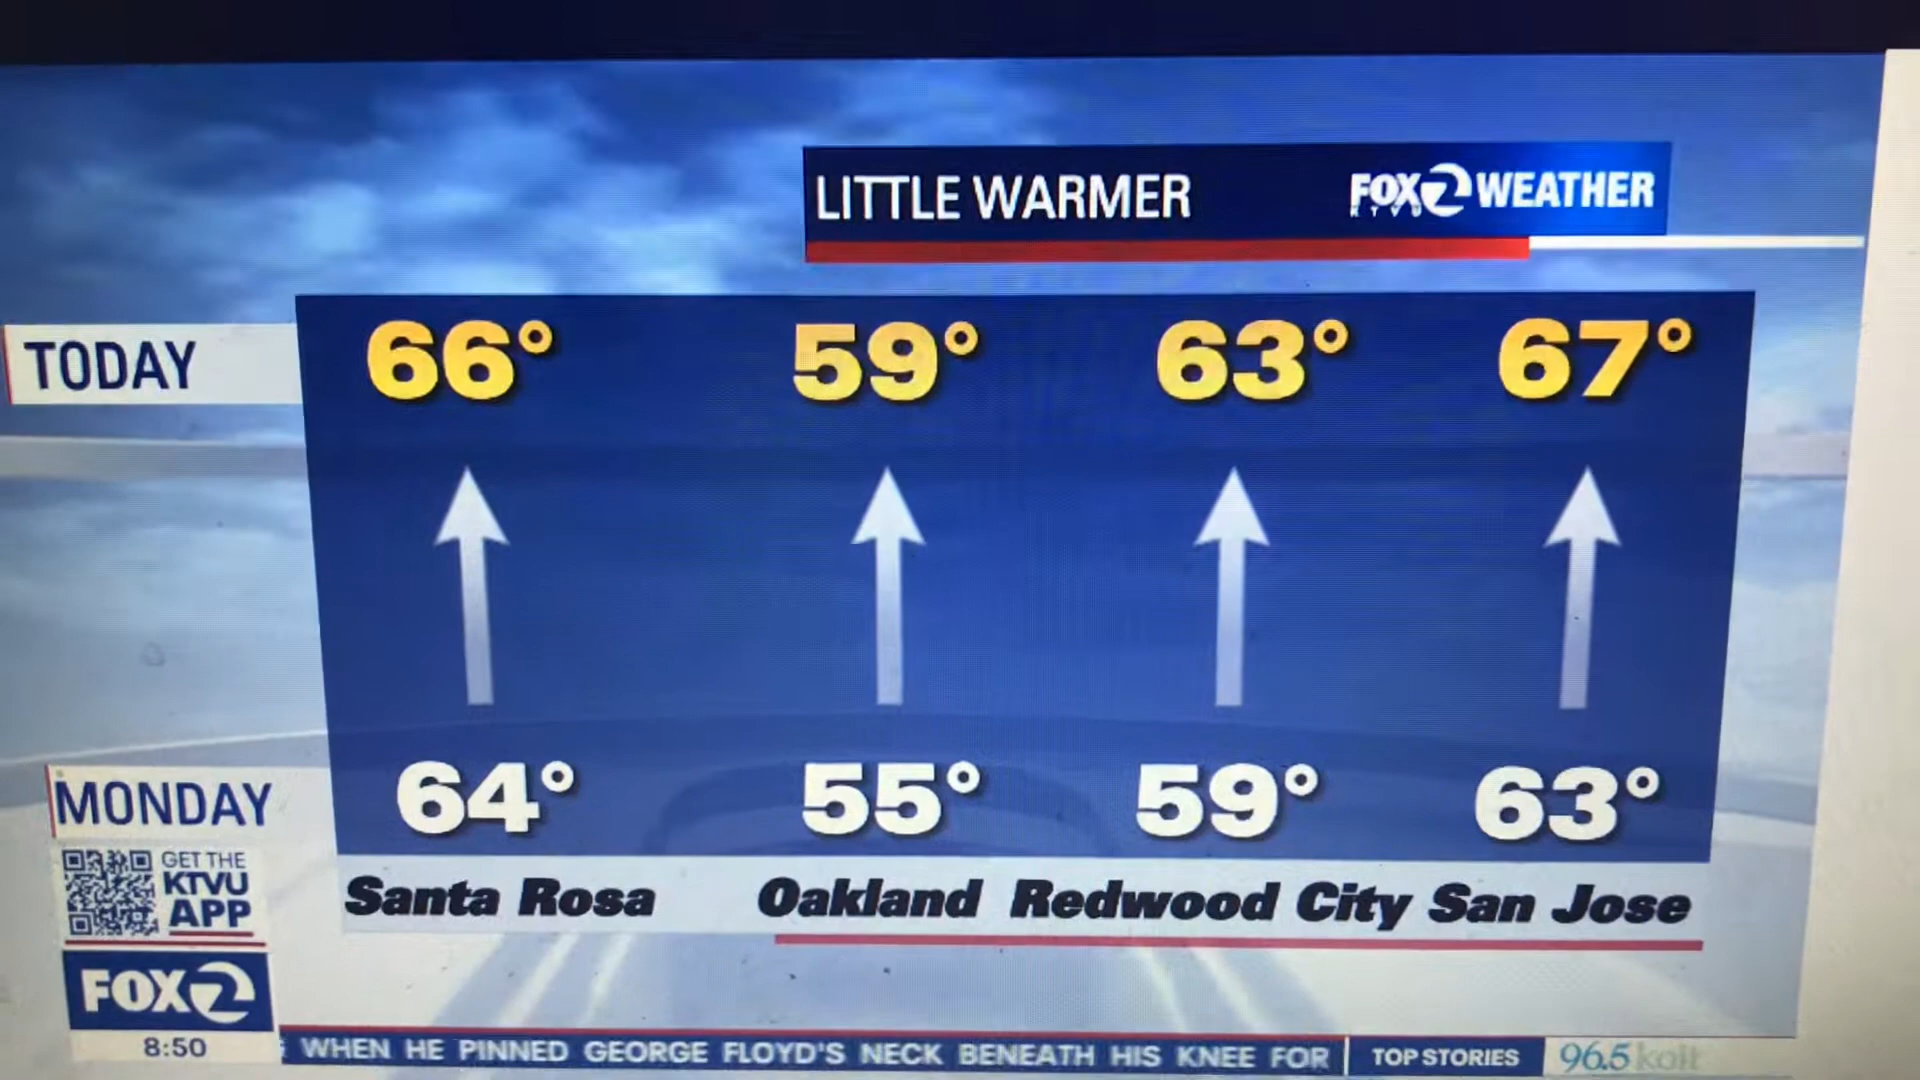 LITTLE WARMER
FOX 2 WEATHER
KTVU
TODAY
66° 59° 63° 67°
64° 55° 59° 63°
MONDAY
Santa Rosa Oakland Redwood City San Jose
GET THE
KTVU
APP
FOX 2
8:50
WHEN HE PINNED GEORGE FLOYD'S NECK BENEATH HIS KNEE FOR
TOP STORIES
96.5 koit